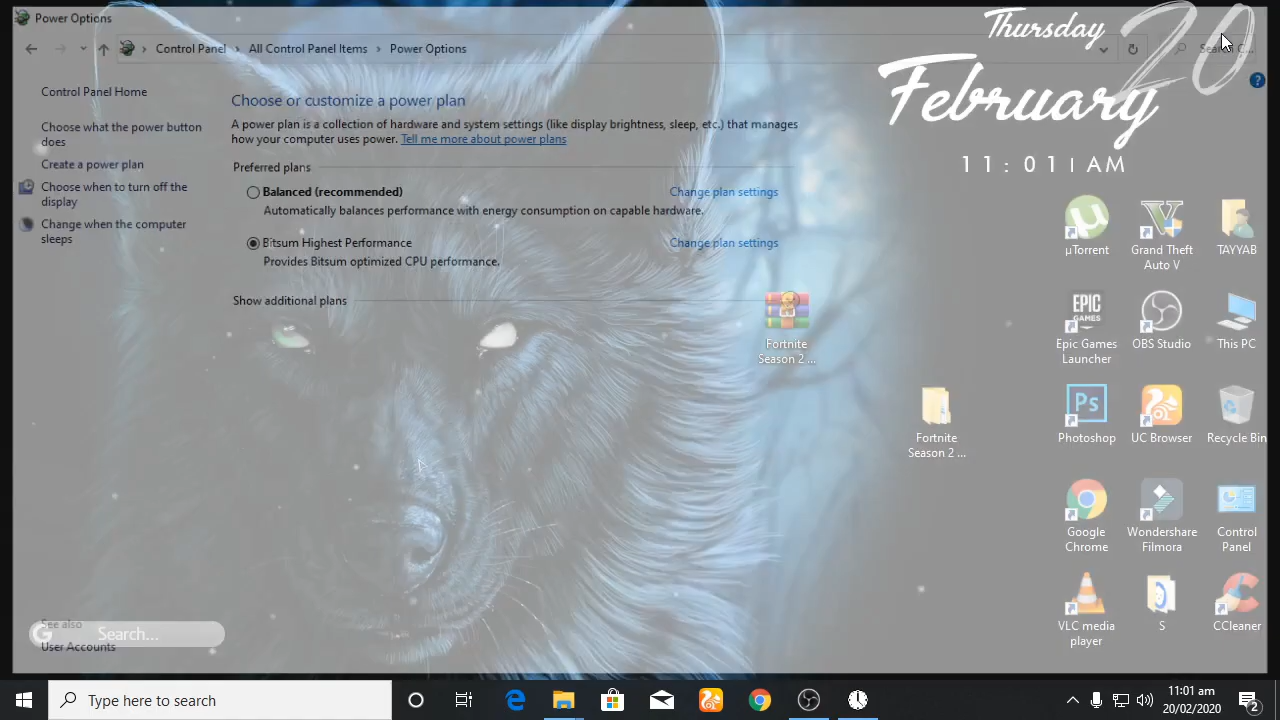 Power Options
Control Panel > All Control Panel Items > Power Options
Search C...
Thursday
20
February
11:01 | AM
Control Panel Home
Choose what the power button
does
Create a power plan
Choose when to turn off the
display
Change when the computer
sleeps
Choose or customize a power plan
A power plan is a collection of hardware and system settings (like display brightness, sleep, etc.) that manages
how your computer uses power. Tell me more about power plans
Preferred plans
Balanced (recommended) Change plan settings
Automatically balances performance with energy consumption on capable hardware.
Bitsum Highest Performance Change plan settings
Provides Bitsum optimized CPU performance.
Show additional plans
µTorrent
Grand Theft
Auto V
TAYYAB
Fortnite
Season 2 ...
EPIC
GAMES
Epic Games
Launcher
OBS Studio
This PC
Fortnite
Season 2 ...
Ps
Photoshop
UC Browser
Recycle Bin
Google
Chrome
Wondershare
Filmora
Control
Panel
VLC media
player
S
CCleaner
See also
G Search...
User Accounts
Type here to search
11:01 am
20/02/2020
2